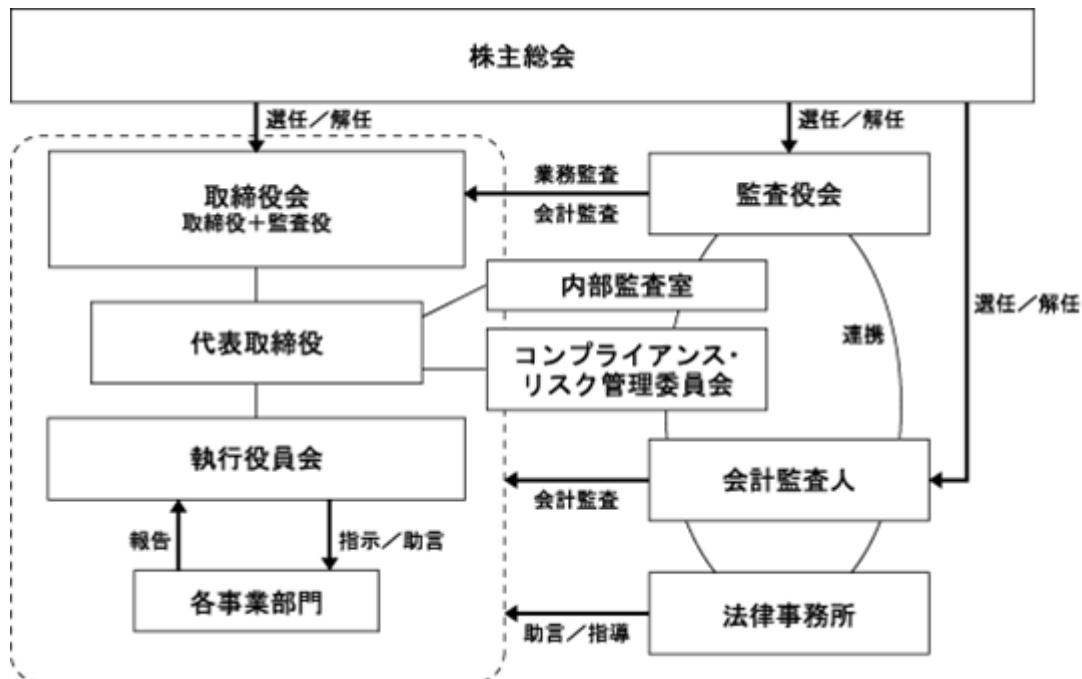 株主総会
選任／解任
選任／解任
取締役会
取締役＋監査役
業務監査
会計監査
監査役会
内部監査室
選任／解任
代表取締役
連携
コンプライアンス・
リスク管理委員会
執行役員会
会計監査人
会計監査
報告
指示／助言
各事業部門
法律事務所
助言／指導